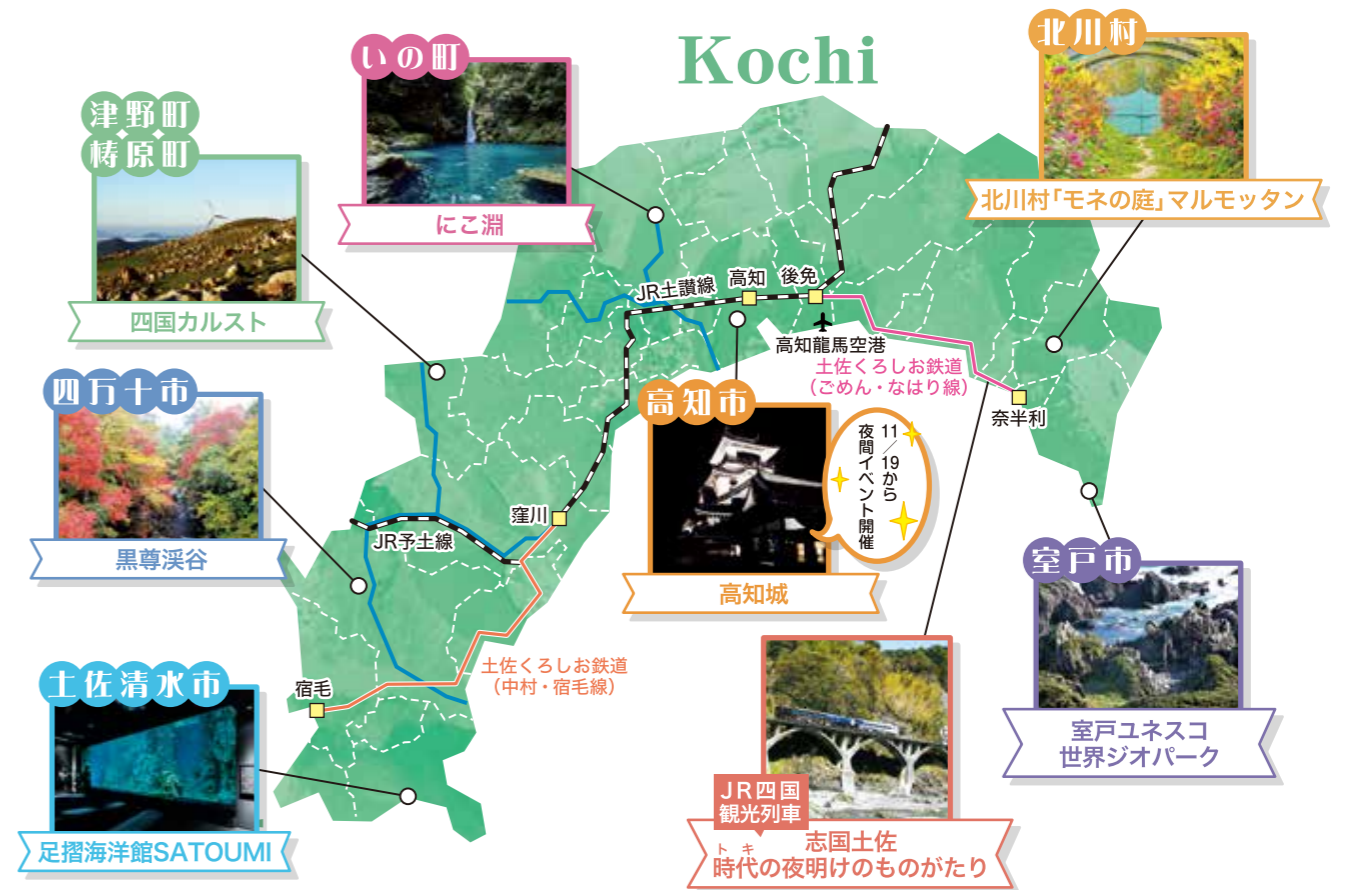 Kochi
いの町
にこ淵
北川村
北川村「モネの庭」マルモッタン
津野町
梼原町
四国カルスト
JR土讃線
高知
後免
高知龍馬空港
土佐くろしお鉄道
(ごめん・なはり線)
奈半利
四万十市
黒尊渓谷
高知市
11/19から
夜間イベント開催
高知城
窪川
JR予土線
室戸市
室戸ユネスコ
世界ジオパーク
土佐くろしお鉄道
(中村・宿毛線)
宿毛
土佐清水市
足摺海洋館SATOUMI
JR四国
観光列車
志国土佐
トキ
時代の夜明けのものがたり